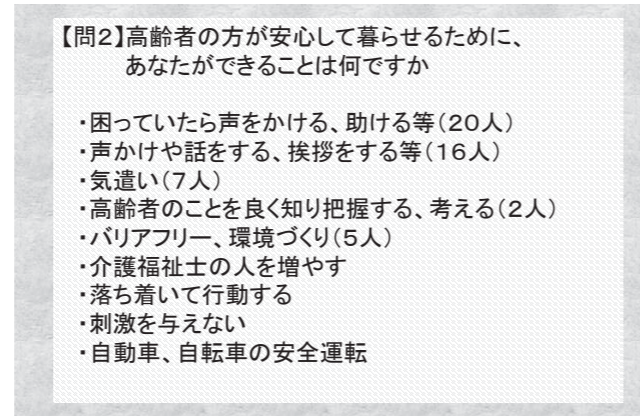 【問2】高齢者の方が安心して暮らせるために、
あなたができることは何ですか
・困っていたら声をかける、助ける等(20人)
・声かけや話をする、挨拶をする等(16人)
・気遣い(7人)
・高齢者のことを良く知り把握する、考える(2人)
・バリアフリー、環境づくり(5人)
・介護福祉士の人を増やす
・落ち着いて行動する
・刺激を与えない
・自動車、自転車の安全運転